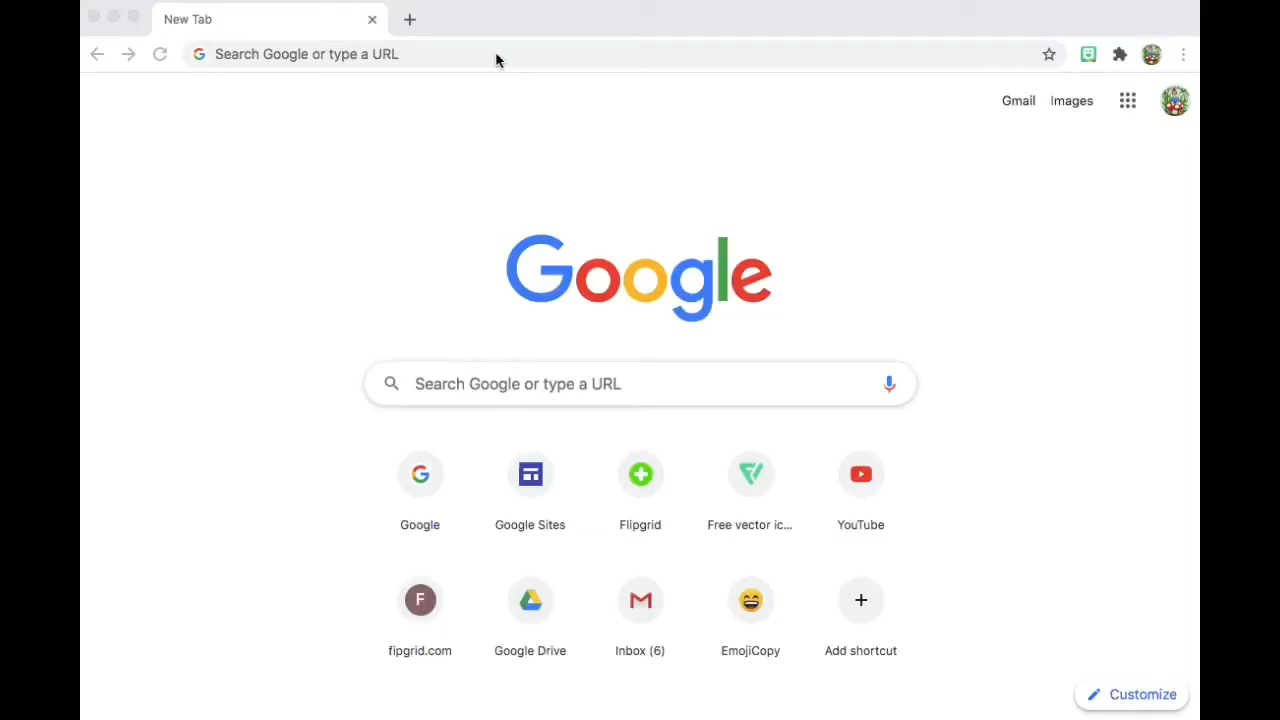 New Tab
Search Google or type a URL
Gmail Images
Google
Search Google or type a URL
Google Google Sites Flipgrid Free vector ic... YouTube
F
fipgrid.com Google Drive Inbox (6) EmojiCopy Add shortcut
Customize